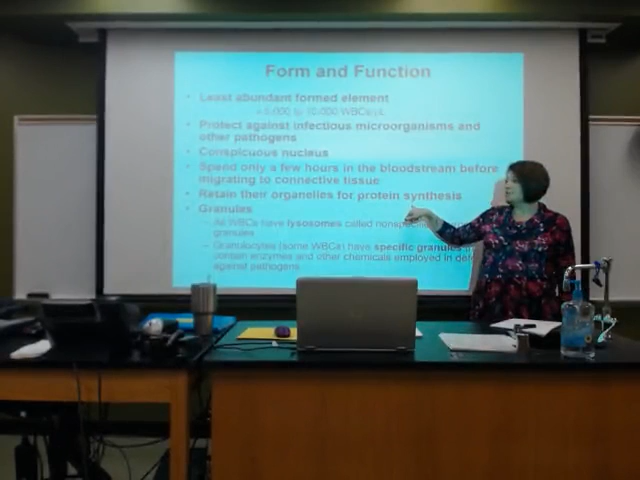 Form and Function
• Least abundant formed element
– 5,000 to 10,000 WBCs/µL
• Protect against infectious microorganisms and
other pathogens
• Conspicuous nucleus
• Spend only a few hours in the bloodstream before
migrating to connective tissue
• Retain their organelles for protein synthesis
• Granules
– All WBCs have lysosomes called nonspecific
granules
– Granulocytes (some WBCs) have specific granules
contain enzymes and other chemicals employed in
against pathogens